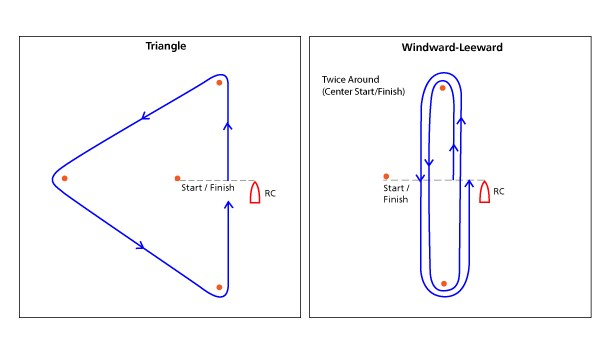 Triangle
Start / Finish
RC
Windward-Leeward
Twice Around
(Center Start/Finish)
Start /
Finish
RC